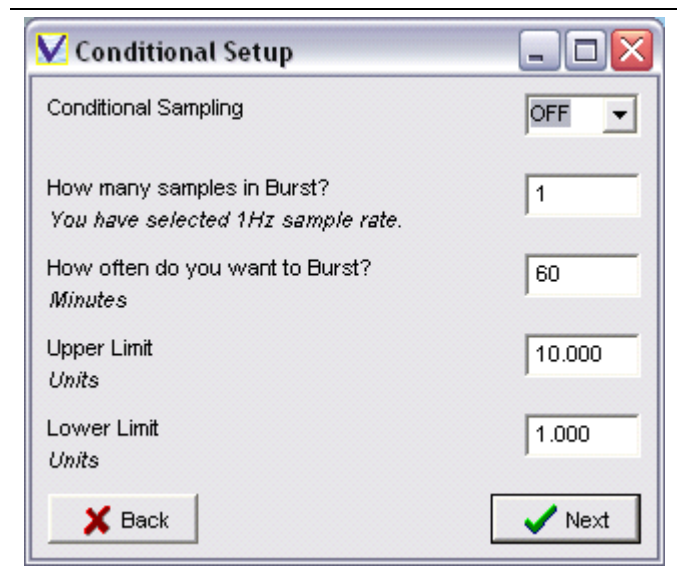 Conditional Setup
Conditional Sampling
OFF
How many samples in Burst?
1
You have selected 1Hz sample rate.
How often do you want to Burst?
60
Minutes
Upper Limit
10.000
Units
Lower Limit
1.000
Units
Back
Next